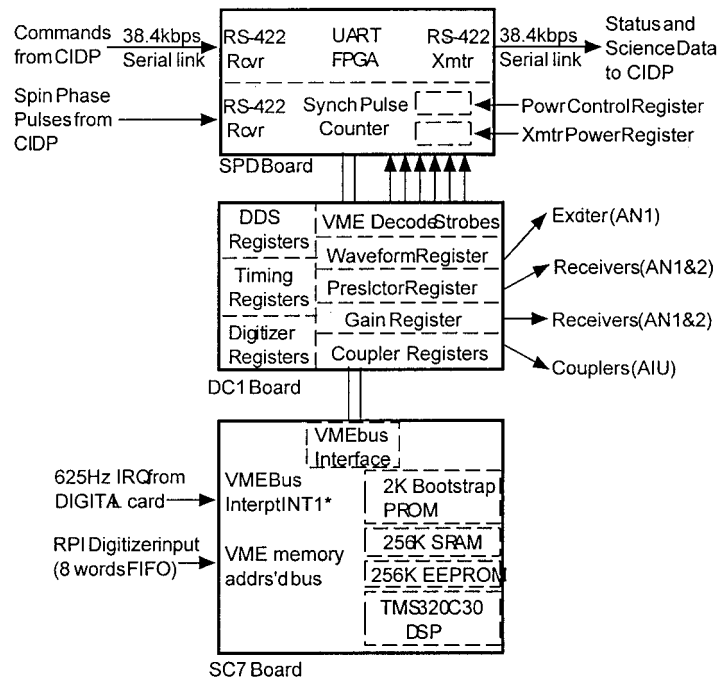 Commands from CIDP
38.4kbps Serial link
RS-422 Rcvr
UART FPGA
RS-422 Xmtr
38.4kbps Serial link
Status and Science Data to CIDP
Spin Phase Pulses from CIDP
RS-422 Rcvr
Synch Pulse Counter
Powr Control Register
Xmtr Power Register
SPD Board
DDS Registers
VME Decode Strobes
Waveform Register
Timing Registers
Preslctor Register
Gain Register
Digitizer Registers
Coupler Registers
Exciter (AN1)
Receivers (AN1&2)
Receivers (AN1&2)
Couplers (AIU)
DC1 Board
VMEbus Interface
625Hz IRQ from DIGITAL card
VMEBus Interpt INT1*
2K Bootstrap PROM
256K SRAM
RPI Digitizer input (8 words FIFO)
VME memory addrs'd bus
256K EEPROM
TMS320C30 DSP
SC7 Board